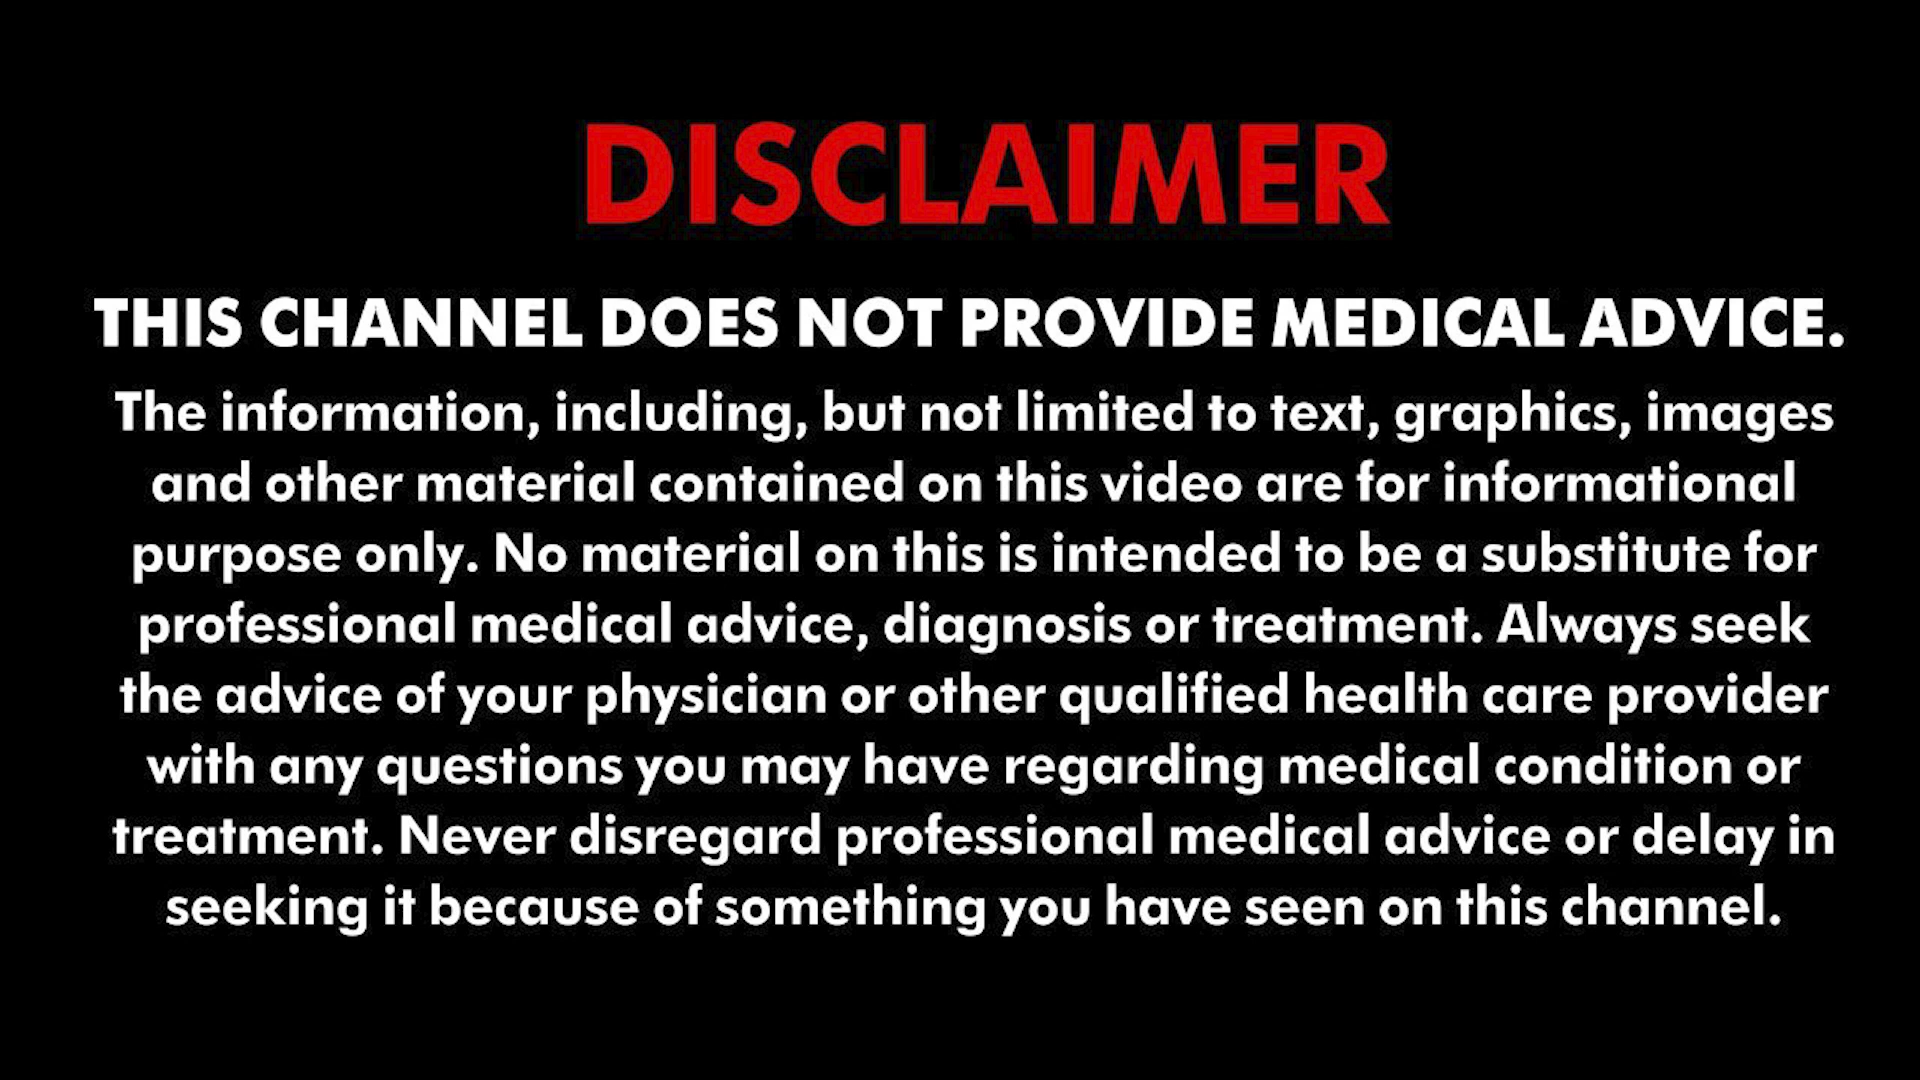 DISCLAIMER
THIS CHANNEL DOES NOT PROVIDE MEDICAL ADVICE.
The information, including, but not limited to text, graphics, images
and other material contained on this video are for informational
purpose only. No material on this is intended to be a substitute for
professional medical advice, diagnosis or treatment. Always seek
the advice of your physician or other qualified health care provider
with any questions you may have regarding medical condition or
treatment. Never disregard professional medical advice or delay in
seeking it because of something you have seen on this channel.